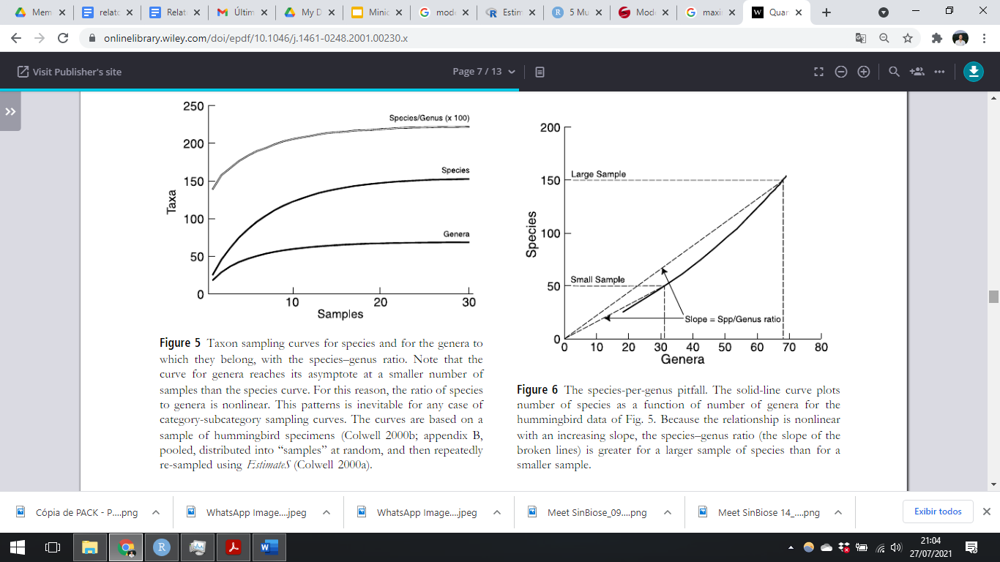 Mem
relato
Relat
Últim
My D
Minic
mode
Estim
5 Mu
Mode
maxi
Quar
onlinelibrary.wiley.com/doi/epdf/10.1046/j.1461-0248.2001.00230.x
Visit Publisher's site
Page 7 / 13
250
200
150
100
50
0
Taxa
Species/Genus (x 100)
Species
Genera
10 20 30
Samples
Figure 5 Taxon sampling curves for species and for the genera to
which they belong, with the species–genus ratio. Note that the
curve for genera reaches its asymptote at a smaller number of
samples than the species curve. For this reason, the ratio of species
to genera is nonlinear. This patterns is inevitable for any case of
category-subcategory sampling curves. The curves are based on a
sample of hummingbird specimens (Colwell 2000b; appendix B,
pooled, distributed into “samples” at random, and then repeatedly
re-sampled using EstimateS (Colwell 2000a).
200
150
100
50
0
Species
Large Sample
Small Sample
Slope = Spp/Genus ratio
0 10 20 30 40 50 60 70 80
Genera
Figure 6 The species-per-genus pitfall. The solid-line curve plots
number of species as a function of number of genera for the
hummingbird data of Fig. 5. Because the relationship is nonlinear
with an increasing slope, the species–genus ratio (the slope of the
broken lines) is greater for a larger sample of species than for a
smaller sample.
Cópia de PACK - P....png
WhatsApp Image....jpeg
WhatsApp Image....jpeg
Meet SinBiose_09....png
Meet SinBiose 14_....png
Exibir todos
21:04
27/07/2021